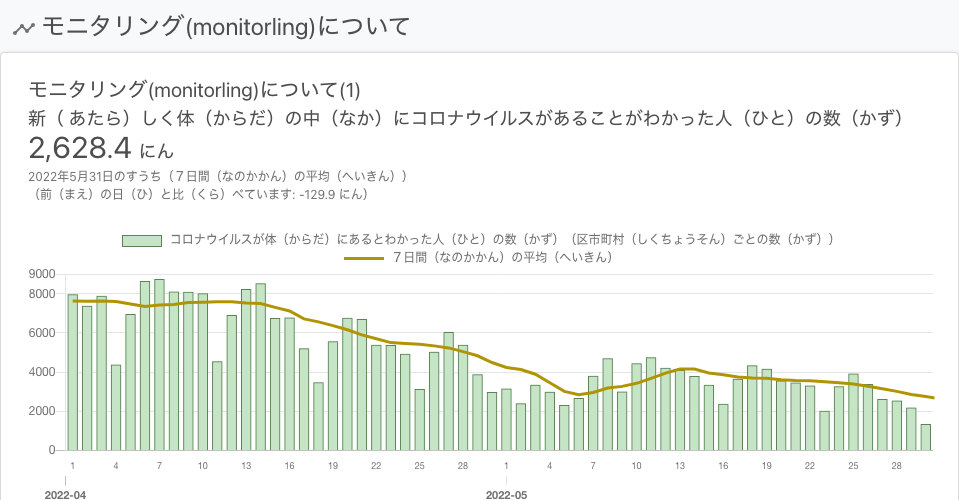 モニタリング(monitorling)について
モニタリング(monitorling)について(1)
新（ あたら）しく体（からだ）の中（なか）にコロナウイルスがあることがわかった人（ひと）の数（かず）
2,628.4 にん
2022年5月31日のすうち（７日間（なのかかん）の平均（へいきん））
（前（まえ）の日（ひ）と比（くら）べています: -129.9 にん）
コロナウイルスが体（からだ）にあるとわかった人（ひと）の数（かず）（区市町村（しくちょうそん）ごとの数（かず））
７日間（なのかかん）の平均（へいきん）
9000
8000
6000
4000
2000
0
1 4 7 10 13 16 19 22 25 28 1 4 7 10 13 16 19 22 25 28
2022-04 2022-05